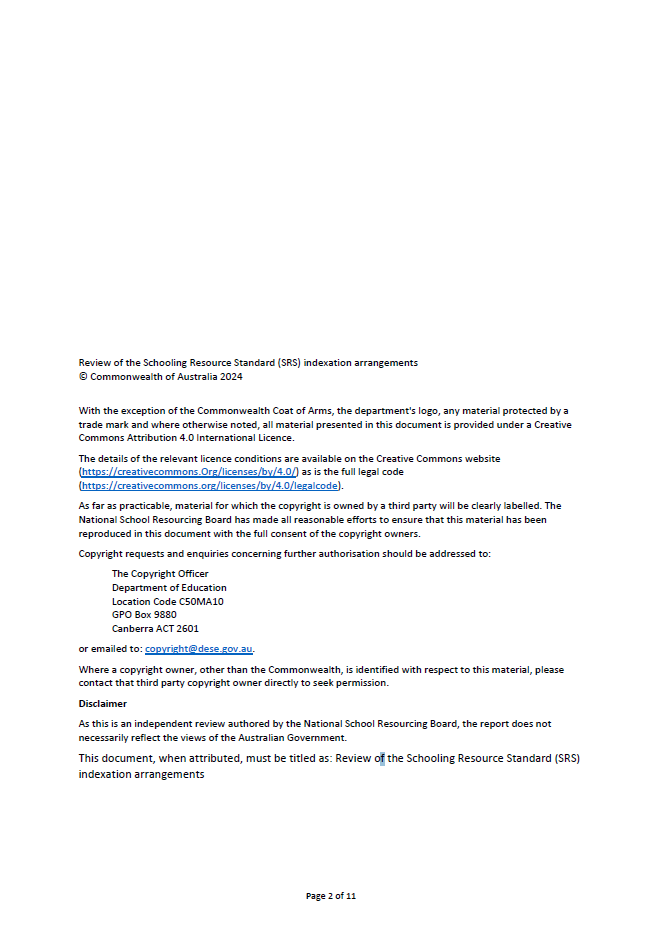 Review of the Schooling Resource Standard (SRS) indexation arrangements
© Commonwealth of Australia 2024
With the exception of the Commonwealth Coat of Arms, the department's logo, any material protected by a
trade mark and where otherwise noted, all material presented in this document is provided under a Creative
Commons Attribution 4.0 International Licence.
The details of the relevant licence conditions are available on the Creative Commons website
(https://creativecommons.Org/licenses/by/4.0/) as is the full legal code
(https://creativecommons.org/licenses/by/4.0/legalcode).
As far as practicable, material for which the copyright is owned by a third party will be clearly labelled. The
National School Resourcing Board has made all reasonable efforts to ensure that this material has been
reproduced in this document with the full consent of the copyright owners.
Copyright requests and enquiries concerning further authorisation should be addressed to:
The Copyright Officer
Department of Education
Location Code C50MA10
GPO Box 9880
Canberra ACT 2601
or emailed to: copyright@dese.gov.au.
Where a copyright owner, other than the Commonwealth, is identified with respect to this material, please
contact that third party copyright owner directly to seek permission.
Disclaimer
As this is an independent review authored by the National School Resourcing Board, the report does not
necessarily reflect the views of the Australian Government.
This document, when attributed, must be titled as: Review of the Schooling Resource Standard (SRS)
indexation arrangements
Page 2 of 11